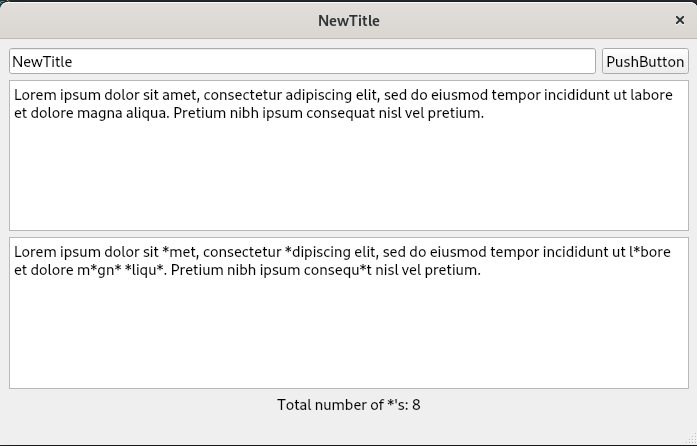 NewTitle
NewTitle PushButton
Lorem ipsum dolor sit amet, consectetur adipiscing elit, sed do eiusmod tempor incididunt ut labore
et dolore magna aliqua. Pretium nibh ipsum consequat nisl vel pretium.
Lorem ipsum dolor sit *met, consectetur *dipiscing elit, sed do eiusmod tempor incididunt ut l*bore
et dolore m*gn* *liqu*. Pretium nibh ipsum consequ*t nisl vel pretium.
Total number of *'s: 8